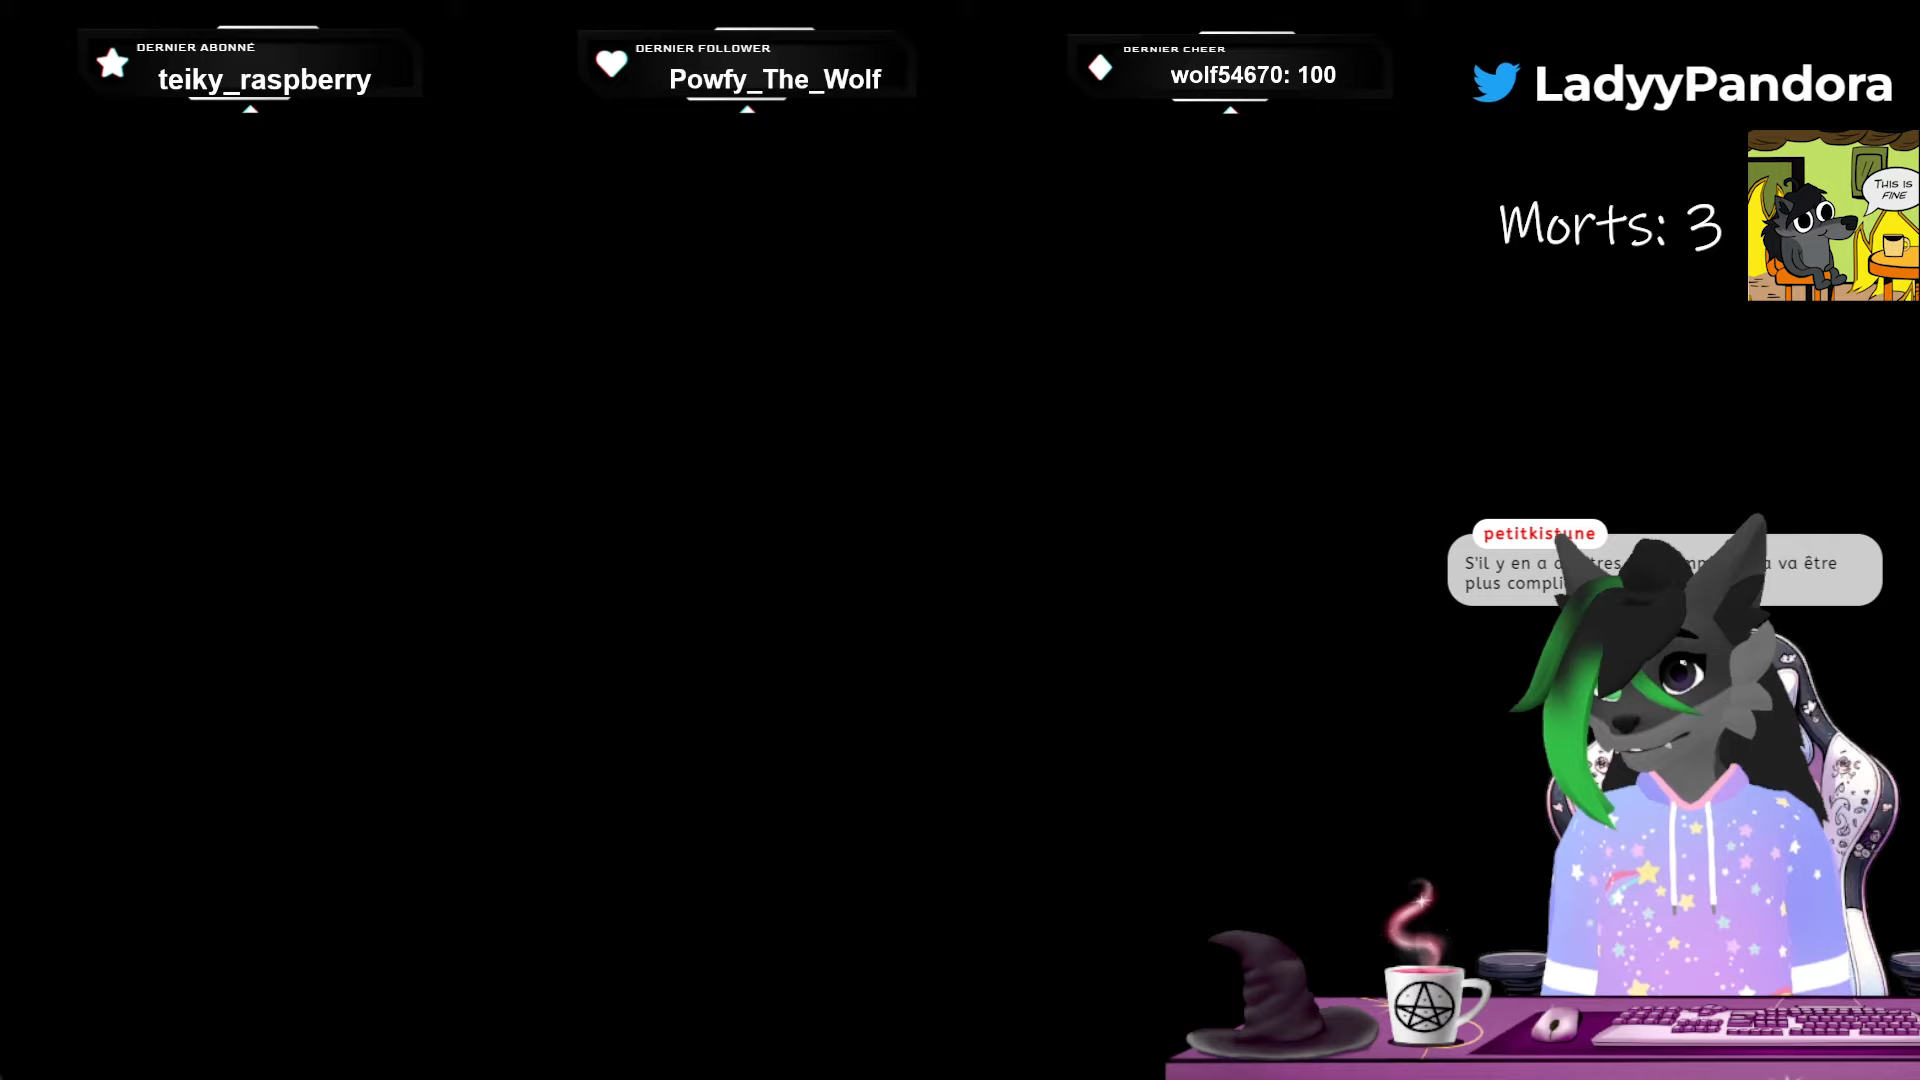 DERNIER ABONNÉ
teiky_raspberry
DERNIER FOLLOWER
Powfy_The_Wolf
DERNIER CHEER
wolf54670: 100
LadyyPandora
THIS IS
FINE
Morts: 3
petitkistune
S'il y en a va être
plus